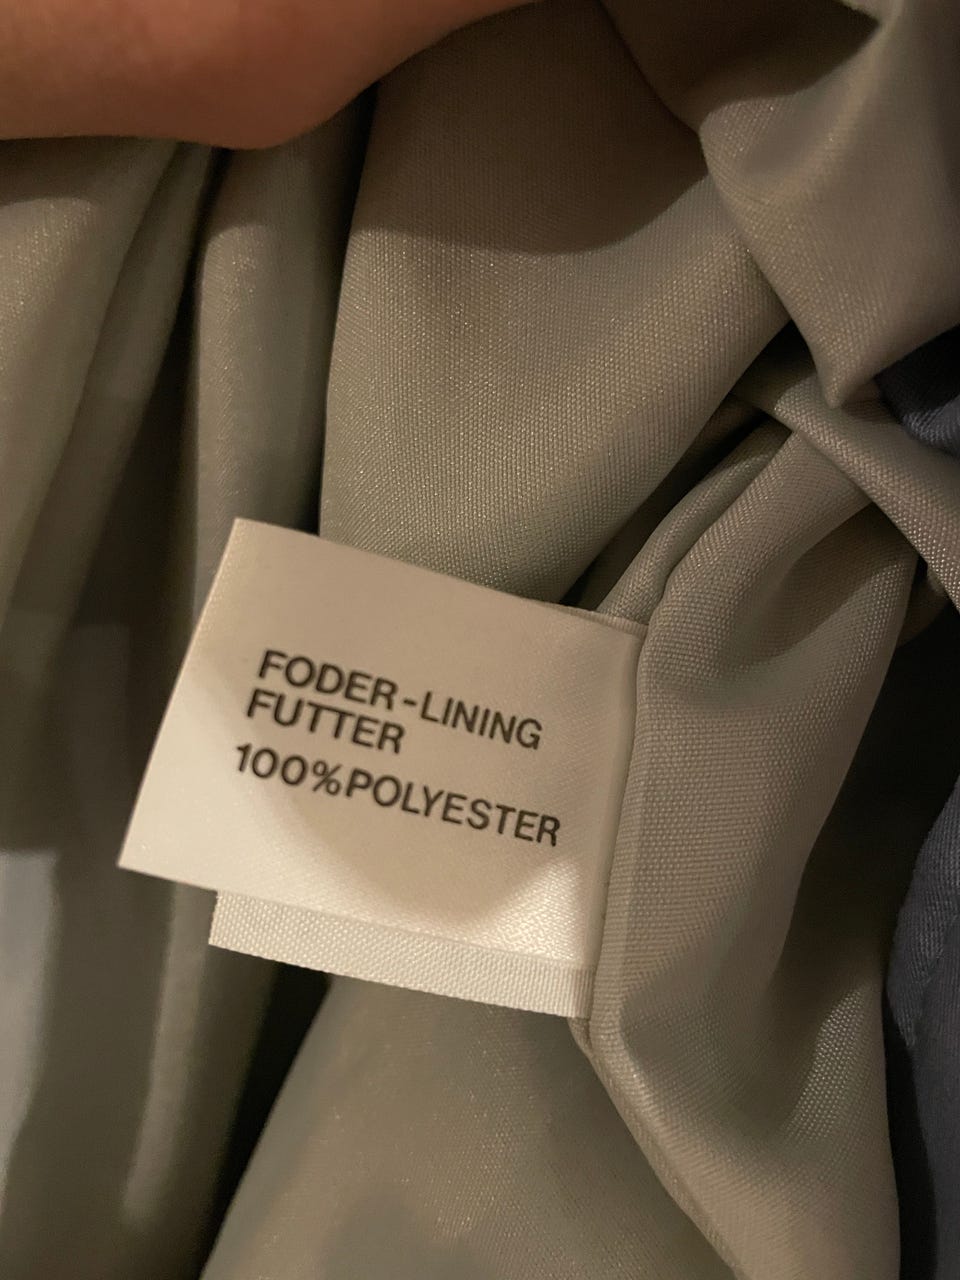 FODER-LINING
FUTTER
100%POLYESTER